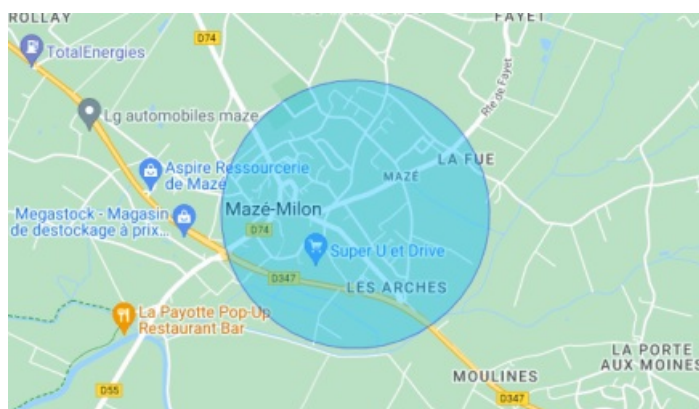 ROLLAY
FAYET
D74
TotalEnergies
Rte de Fayet
Lg automobiles maze
Aspire Ressourcerie
de Mazé
LA FUE
MAZÉ
Megastock - Magasin
de destockage à prix...
Mazé-Milon
D74
Super U et Drive
D347
LES ARCHES
La Payotte Pop-Up
Restaurant Bar
LA PORTE
AUX MOINES
MOULINES
D55
D347